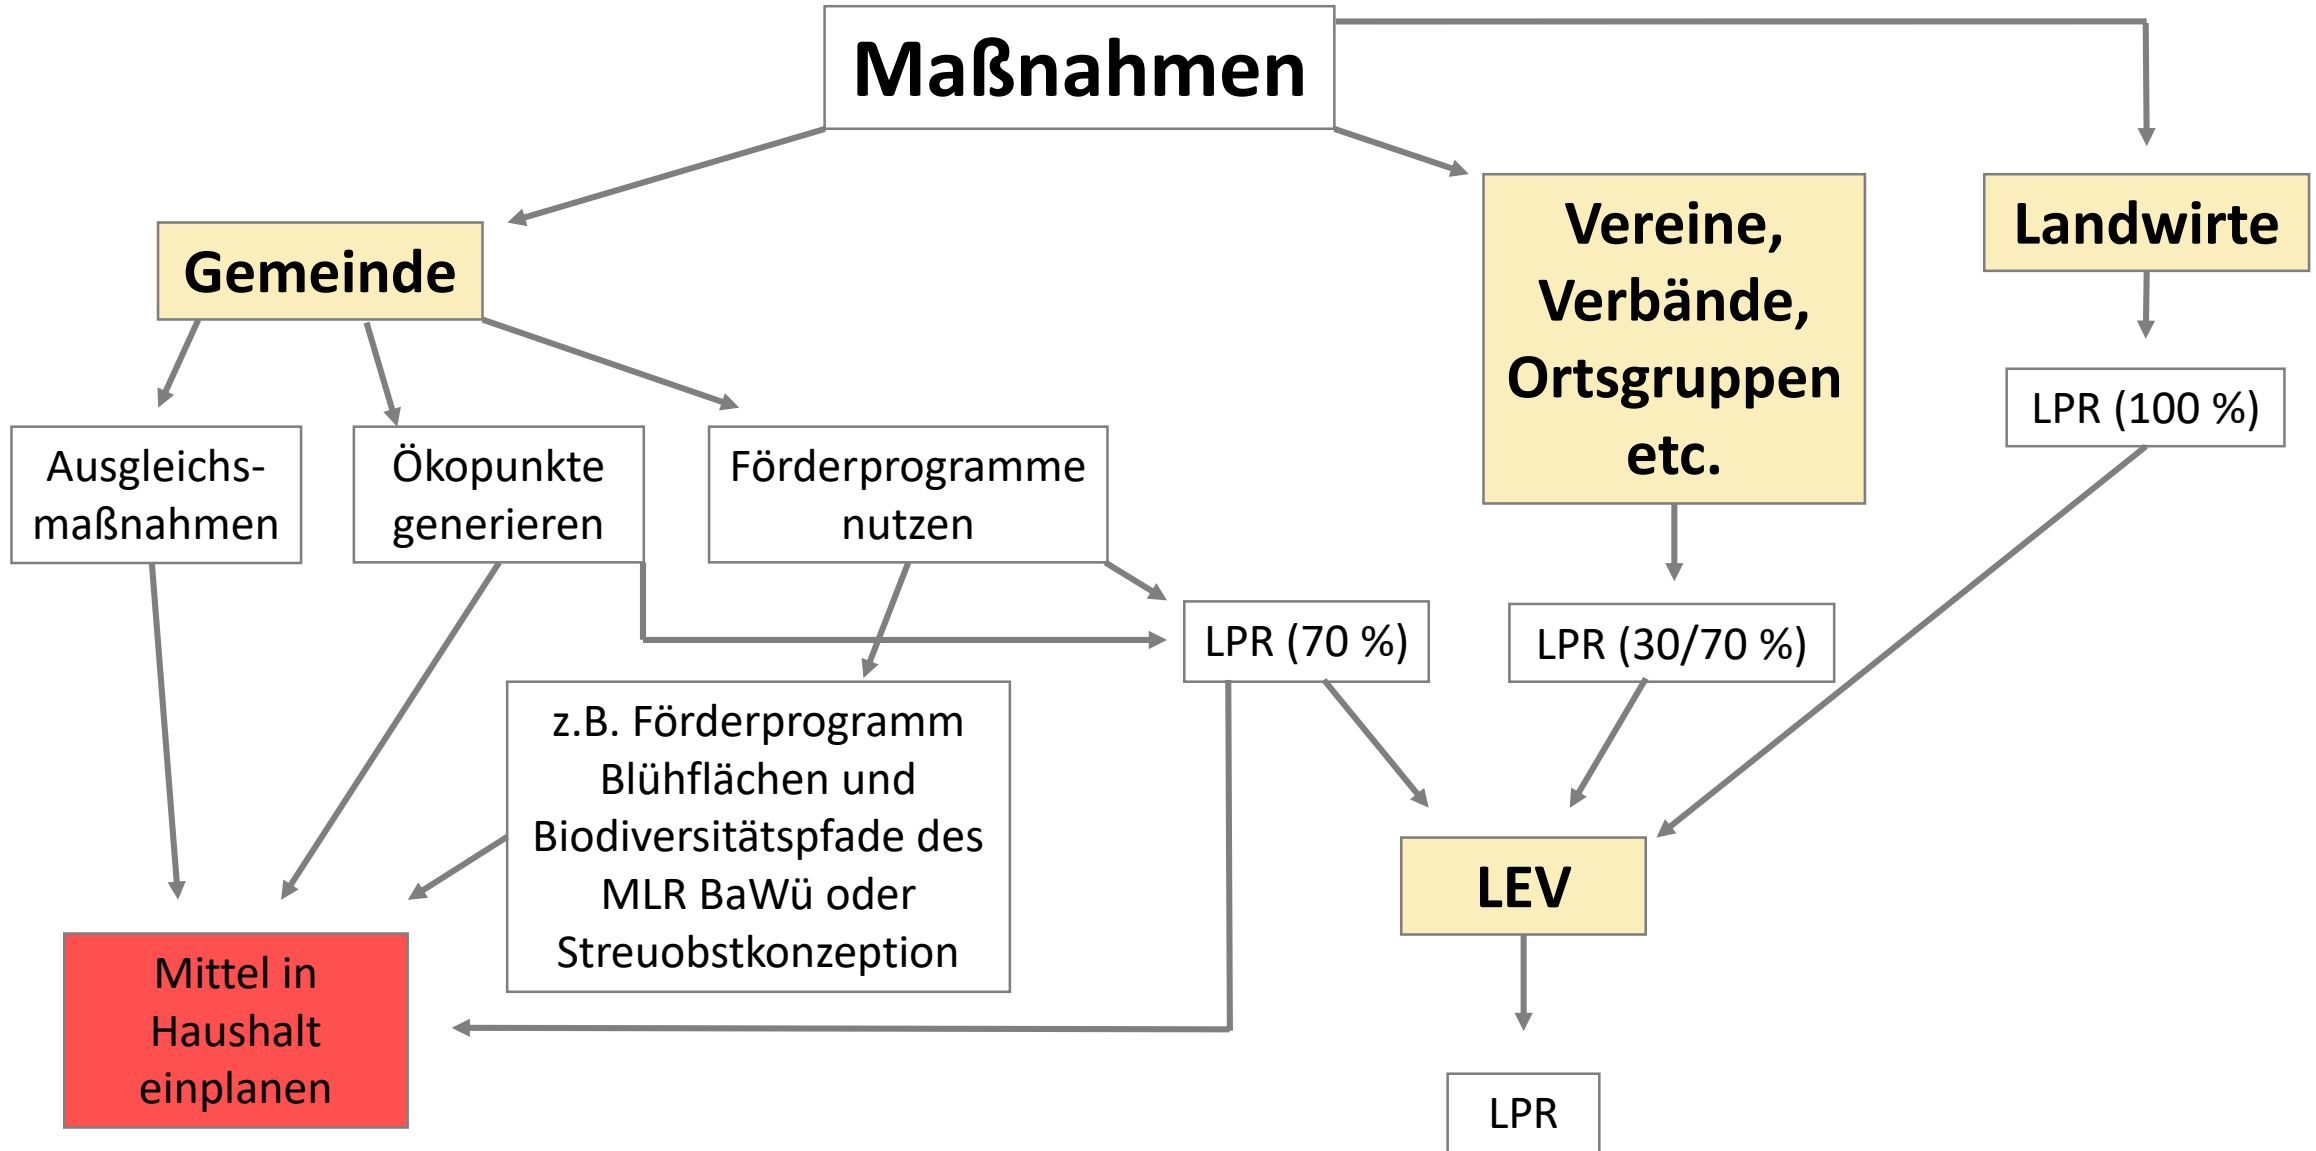 Maßnahmen
Gemeinde
Vereine,
Verbände,
Ortsgruppen
etc.
Landwirte
Ausgleichs-
maßnahmen
Ökopunkte
generieren
Förderprogramme
nutzen
LPR (100 %)
LPR (70 %)
LPR (30/70 %)
z.B. Förderprogramm
Blühflächen und
Biodiversitätspfade des
MLR BaWü oder
Streuobstkonzeption
LEV
Mittel in
Haushalt
einplanen
LPR